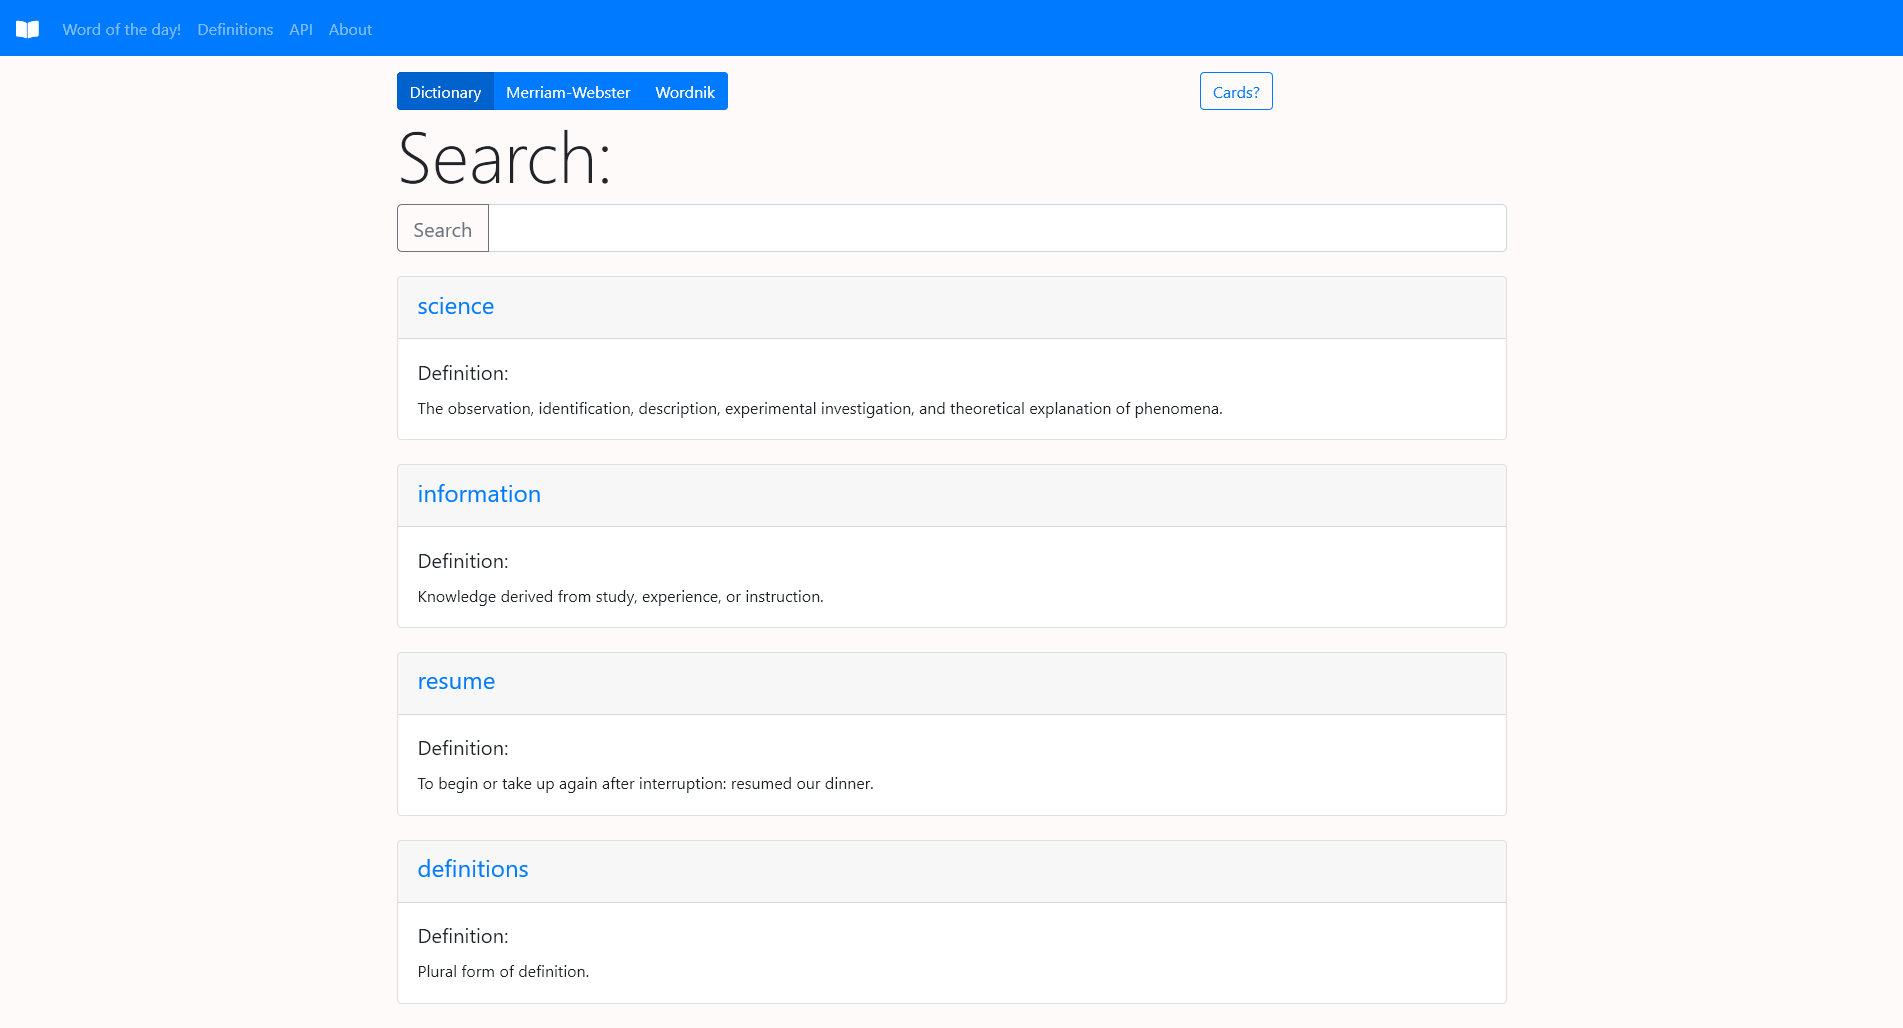 Word of the day! Definitions API About
Dictionary Merriam-Webster Wordnik Cards?
Search:
Search
science
Definition:
The observation, identification, description, experimental investigation, and theoretical explanation of phenomena.
information
Definition:
Knowledge derived from study, experience, or instruction.
resume
Definition:
To begin or take up again after interruption: resumed our dinner.
definitions
Definition:
Plural form of definition.